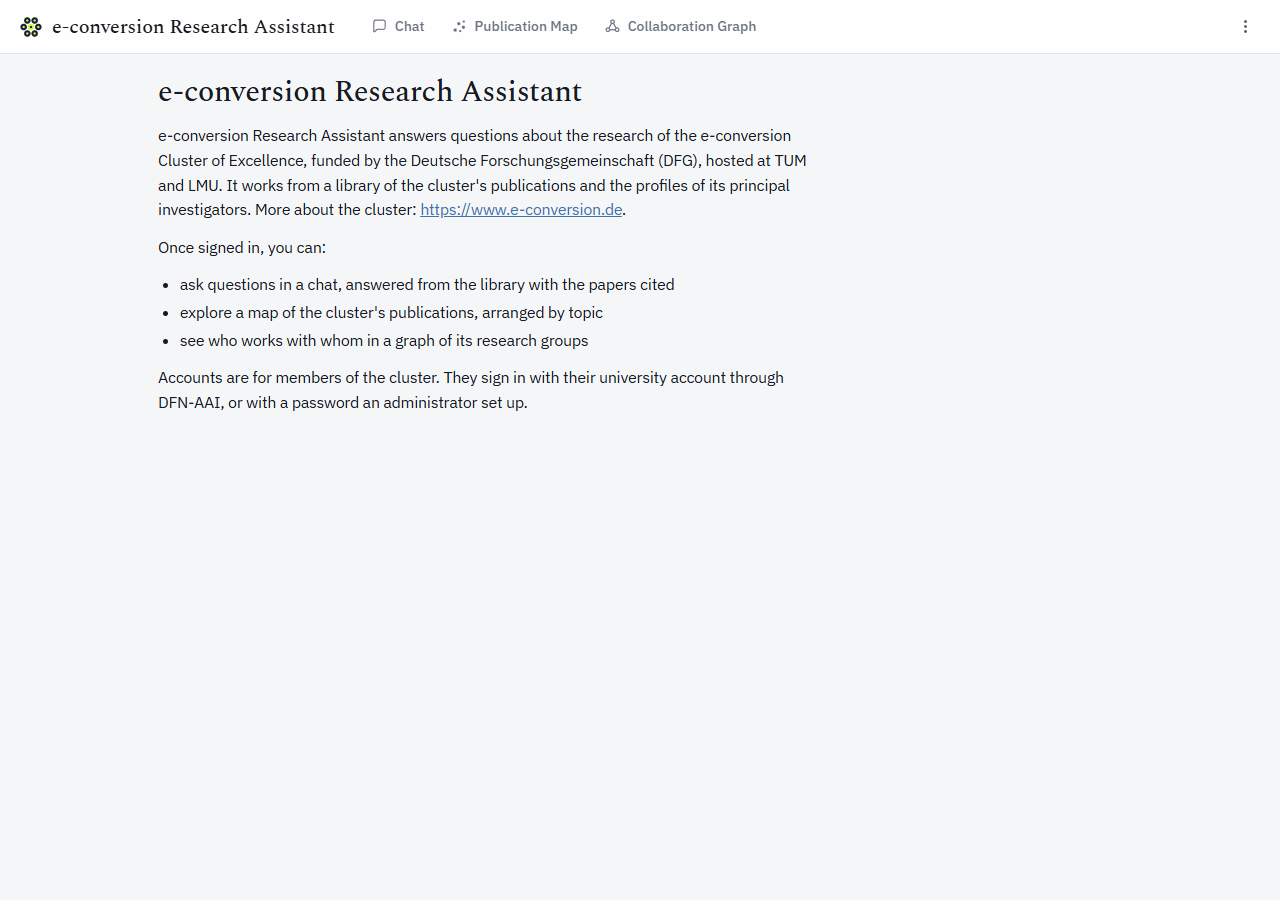 e-conversion Research Assistant
Chat
Publication Map
Collaboration Graph
e-conversion Research Assistant
e-conversion Research Assistant answers questions about the research of the e-conversion
Cluster of Excellence, funded by the Deutsche Forschungsgemeinschaft (DFG), hosted at TUM
and LMU. It works from a library of the cluster's publications and the profiles of its principal
investigators. More about the cluster: https://www.e-conversion.de.
Once signed in, you can:
• ask questions in a chat, answered from the library with the papers cited
• explore a map of the cluster's publications, arranged by topic
• see who works with whom in a graph of its research groups
Accounts are for members of the cluster. They sign in with their university account through
DFN-AAI, or with a password an administrator set up.